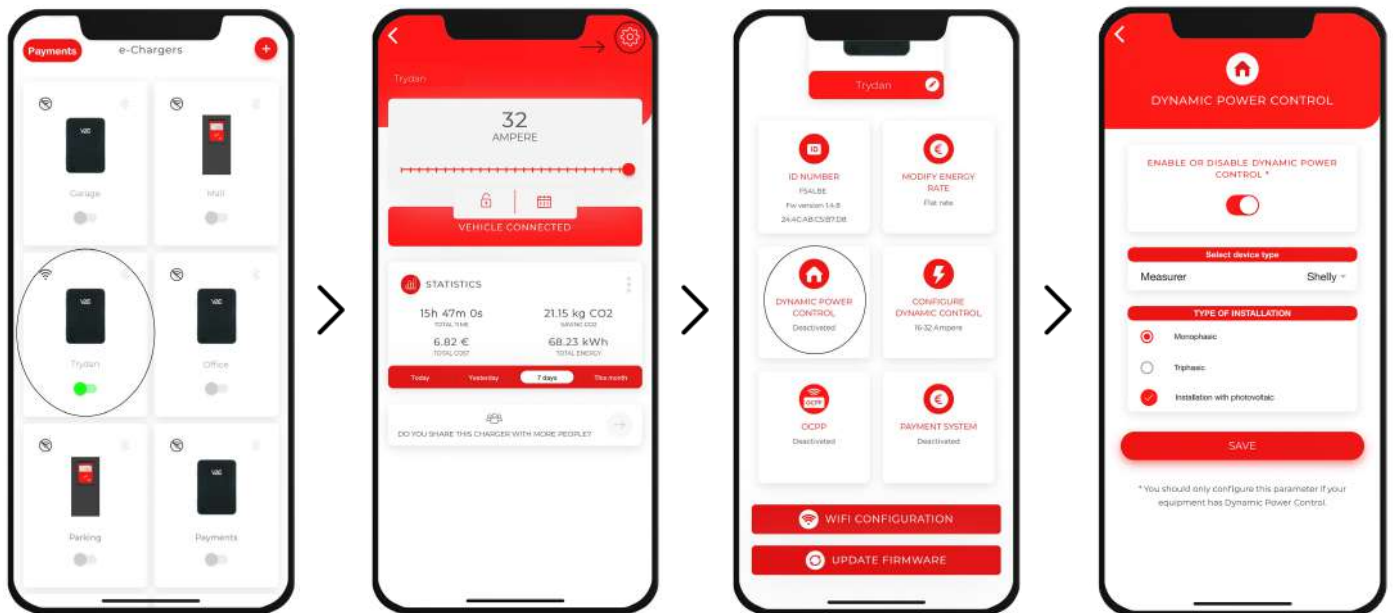 Payments
e-Chargers
+
V2C
Garage
Mall
V2C
Trydan
V2C
Office
Parking
V2C
Payments
Trydan
32
AMPERE
VEHICLE CONNECTED
STATISTICS
15h 47m 0s
21.15 kg CO2
TOTAL TIME
SAVING CO2
6.82 €
68.23 kWh
TOTAL COST
TOTAL ENERGY
Today
Yesterday
7 days
This month
DO YOU SHARE THIS CHARGER WITH MORE PEOPLE?
Trydan
ID
€
ID NUMBER
MODIFY ENERGY
RATE
Flat rate
Fw version 1.4.8
DYNAMIC POWER
CONTROL
Deactivated
CONFIGURE
DYNAMIC CONTROL
16-32 Ampere
OCPP
€
OCPP
Deactivated
PAYMENT SYSTEM
Deactivated
WIFI CONFIGURATION
UPDATE FIRMWARE
DYNAMIC POWER CONTROL
ENABLE OR DISABLE DYNAMIC POWER
CONTROL *
Select device type
Measurer
Shelly
TYPE OF INSTALLATION
Monophasic
Triphasic
Installation with photovoltaic
SAVE
* You should only configure this parameter if your
equipment has Dynamic Power Control.